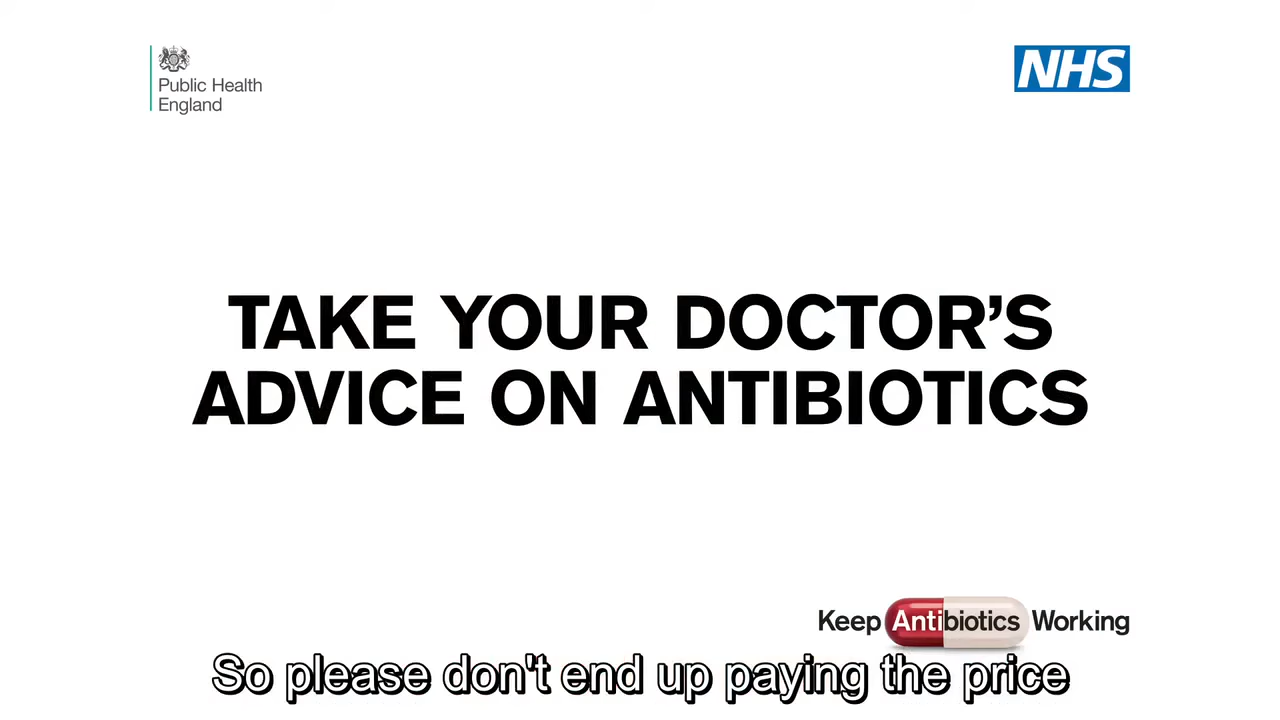 Public Health
England
NHS
TAKE YOUR DOCTOR’S
ADVICE ON ANTIBIOTICS
Keep Antibiotics Working
So please don't end up paying the price